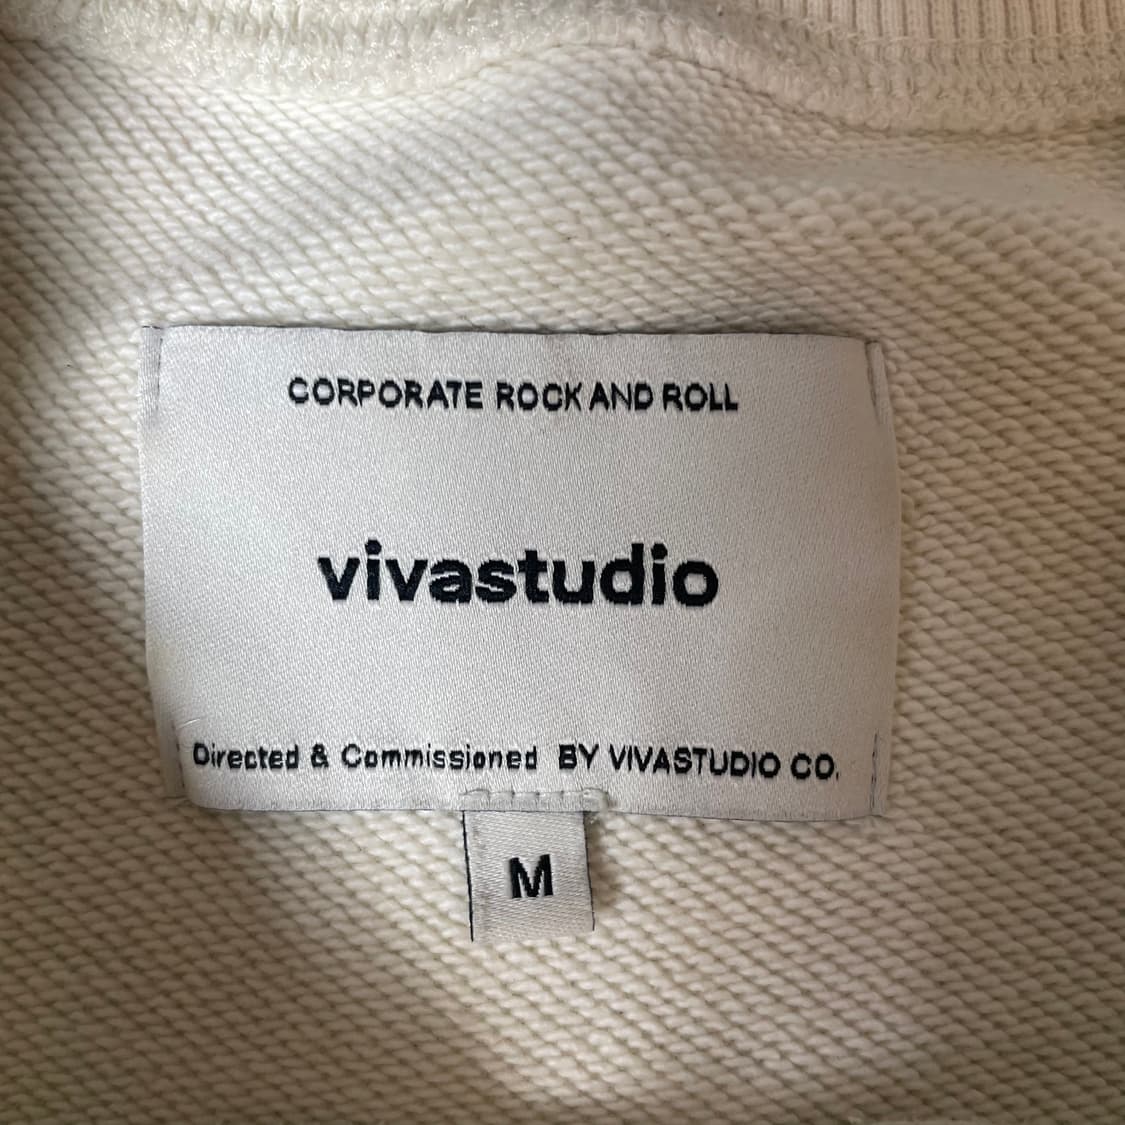 CORPORATE ROCK AND ROLL
vivastudio
Directed & Commissioned BY VIVASTUDIO CO.
M